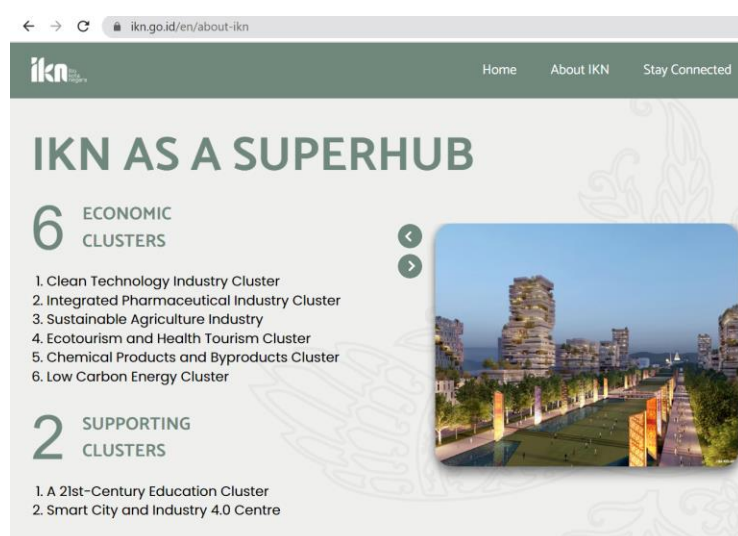 ikn.go.id/en/about-ikn
ikn
Home About IKN Stay Connected
IKN AS A SUPERHUB
6 ECONOMIC
CLUSTERS
1. Clean Technology Industry Cluster
2. Integrated Pharmaceutical Industry Cluster
3. Sustainable Agriculture Industry
4. Ecotourism and Health Tourism Cluster
5. Chemical Products and Byproducts Cluster
6. Low Carbon Energy Cluster
2 SUPPORTING
CLUSTERS
1. A 21st-Century Education Cluster
2. Smart City and Industry 4.0 Centre